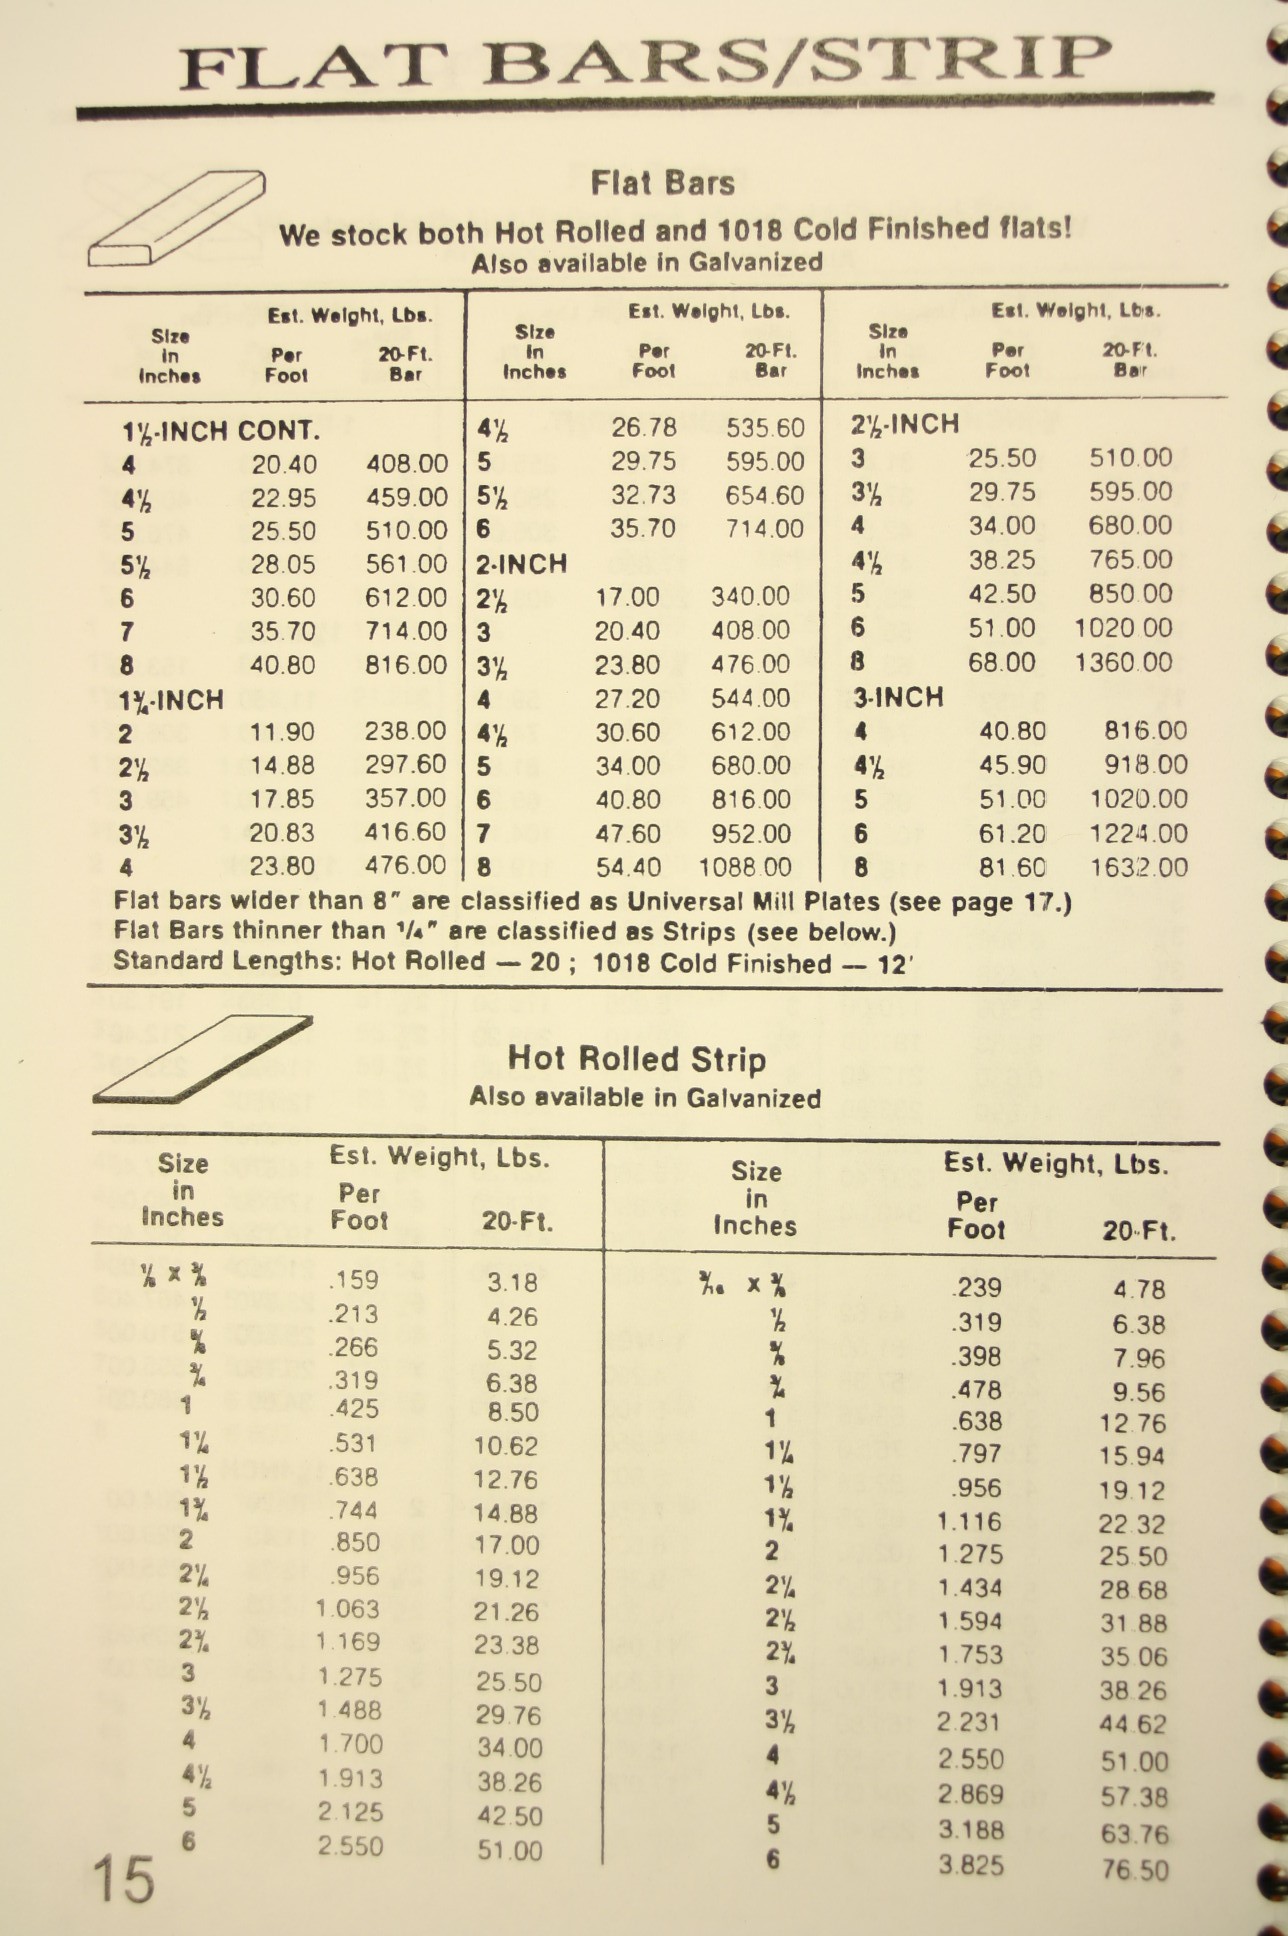 FLAT BARS/STRIP
Flat Bars
We stock both Hot Rolled and 1018 Cold Finished flats!
Also available in Galvanized
Size in Inches
Est. Weight, Lbs.
Per Foot
20-Ft. Bar
1½-INCH CONT.
4 20.40 408.00
4½ 22.95 459.00
5 25.50 510.00
5½ 28.05 561.00
6 30.60 612.00
7 35.70 714.00
8 40.80 816.00
1¾-INCH
2 11.90 238.00
2½ 14.88 297.60
3 17.85 357.00
3½ 20.83 416.60
4 23.80 476.00
Size in Inches
Est. Weight, Lbs.
Per Foot
20-Ft. Bar
4½ 26.78 535.60
5 29.75 595.00
5½ 32.73 654.60
6 35.70 714.00
2-INCH
2½ 17.00 340.00
3 20.40 408.00
3½ 23.80 476.00
4 27.20 544.00
4½ 30.60 612.00
5 34.00 680.00
6 40.80 816.00
7 47.60 952.00
8 54.40 1088.00
Size in Inches
Est. Weight, Lbs.
Per Foot
20-Ft. Bar
2½-INCH
3 25.50 510.00
3½ 29.75 595.00
4 34.00 680.00
4½ 38.25 765.00
5 42.50 850.00
6 51.00 1020.00
8 68.00 1360.00
3-INCH
4 40.80 816.00
4½ 45.90 918.00
5 51.00 1020.00
6 61.20 1224.00
8 81.60 1632.00
Flat bars wider than 8" are classified as Universal Mill Plates (see page 17.)
Flat Bars thinner than 1/4" are classified as Strips (see below.)
Standard Lengths: Hot Rolled — 20 ; 1018 Cold Finished — 12'
Hot Rolled Strip
Also available in Galvanized
Size in Inches
Est. Weight, Lbs.
Per Foot
20-Ft.
⅛ x ⅜ .159 3.18
½ .213 4.26
⅝ .266 5.32
¾ .319 6.38
1 .425 8.50
1¼ .531 10.62
1½ .638 12.76
1¾ .744 14.88
2 .850 17.00
2¼ .956 19.12
2½ 1.063 21.26
2¾ 1.169 23.38
3 1.275 25.50
3½ 1.488 29.76
4 1.700 34.00
4½ 1.913 38.26
5 2.125 42.50
6 2.550 51.00
Size in Inches
Est. Weight, Lbs.
Per Foot
20-Ft.
3/16 x ⅜ .239 4.78
½ .319 6.38
⅝ .398 7.96
¾ .478 9.56
1 .638 12.76
1¼ .797 15.94
1½ .956 19.12
1¾ 1.116 22.32
2 1.275 25.50
2¼ 1.434 28.68
2½ 1.594 31.88
2¾ 1.753 35.06
3 1.913 38.26
3½ 2.231 44.62
4 2.550 51.00
4½ 2.869 57.38
5 3.188 63.76
6 3.825 76.50
15